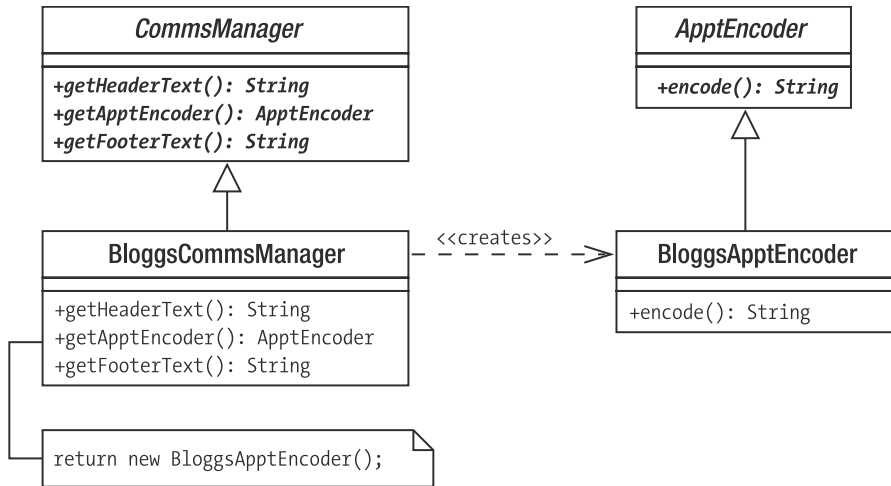 CommsManager
+getHeaderText(): String
+getApptEncoder(): ApptEncoder
+getFooterText(): String
ApptEncoder
+encode(): String
BloggsCommsManager
+getHeaderText(): String
+getApptEncoder(): ApptEncoder
+getFooterText(): String
<<creates>>
BloggsApptEncoder
+encode(): String
return new BloggsApptEncoder();